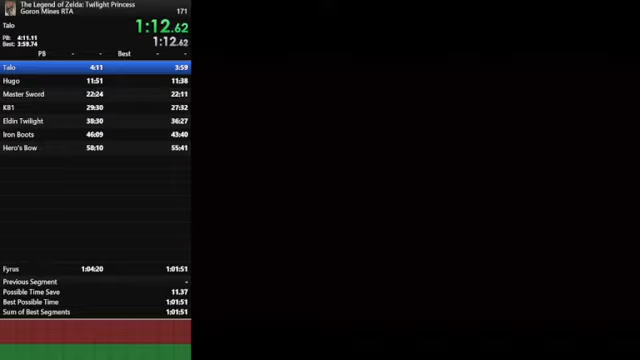 The Legend of Zelda: Twilight Princess
Goron Mines RTA 171
Talo 1:12.62
PB: 4:11.11
Best: 3:59.74 1:12.62
PB - - Best - -
Talo 4:11 3:59
Hugo 11:51 11:38
Master Sword 22:24 22:11
KB1 29:30 27:32
Eldin Twilight 38:30 36:27
Iron Boots 46:09 43:40
Hero's Bow 58:10 55:41
Fyrus 1:04:20 1:01:51
Previous Segment -
Possible Time Save 11.37
Best Possible Time 1:01:51
Sum of Best Segments 1:01:51